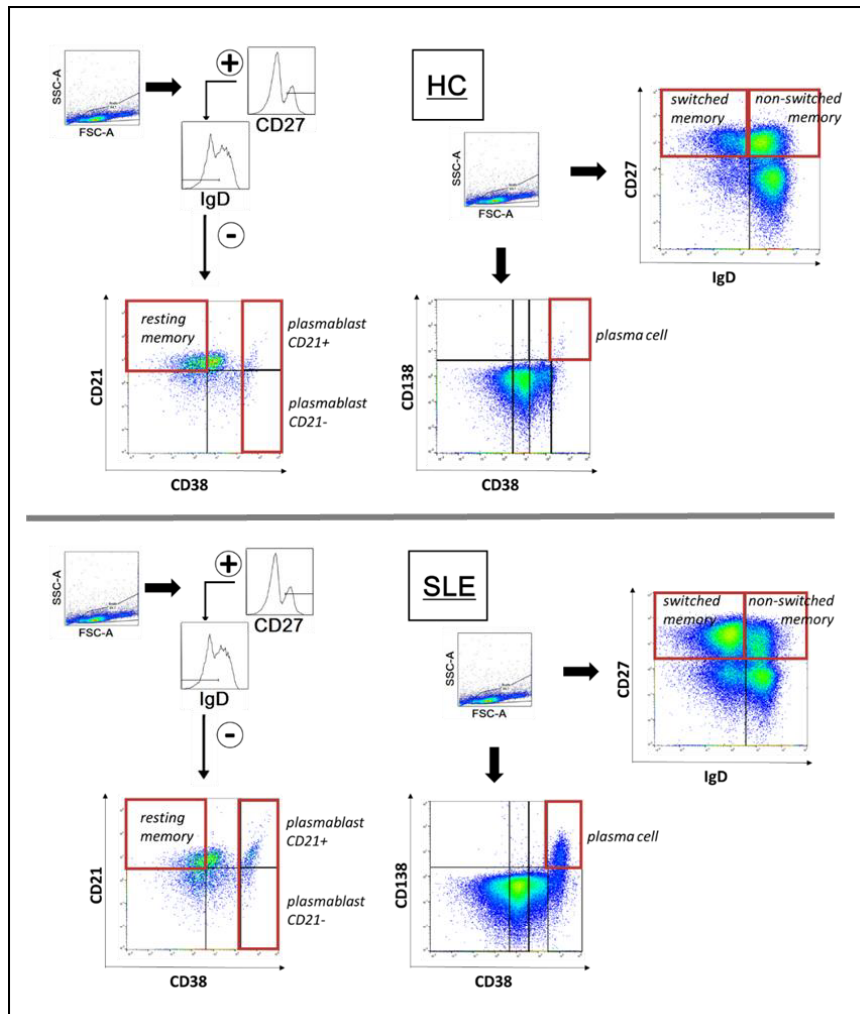 SSC-A
FSC-A
+
CD27
IgD
-
HC
SSC-A
FSC-A
switched
memory
non-switched
memory
CD27
IgD
resting
memory
plasmablast
CD21+
plasmablast
CD21-
CD21
CD38
plasma cell
CD138
CD38
SSC-A
FSC-A
+
CD27
IgD
-
SLE
SSC-A
FSC-A
switched
memory
non-switched
memory
CD27
IgD
resting
memory
plasmablast
CD21+
plasmablast
CD21-
CD21
CD38
plasma cell
CD138
CD38